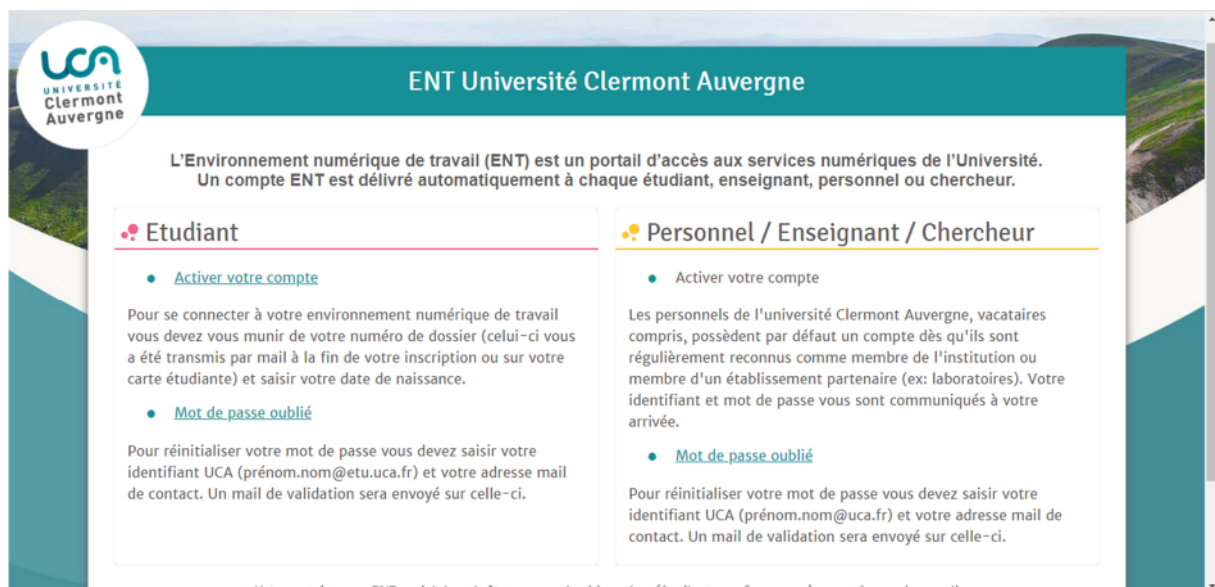 uca
UNIVERSITÉ
Clermont
Auvergne
ENT Université Clermont Auvergne
L'Environnement numérique de travail (ENT) est un portail d'accès aux services numériques de l'Université.
Un compte ENT est délivré automatiquement à chaque étudiant, enseignant, personnel ou chercheur.
Etudiant
Activer votre compte
Pour se connecter à votre environnement numérique de travail
vous devez vous munir de votre numéro de dossier (celui-ci vous
a été transmis par mail à la fin de votre inscription ou sur votre
carte étudiante) et saisir votre date de naissance.
Mot de passe oublié
Pour réinitialiser votre mot de passe vous devez saisir votre
identifiant UCA (prénom.nom@etu.uca.fr) et votre adresse mail
de contact. Un mail de validation sera envoyé sur celle-ci.
Personnel / Enseignant / Chercheur
Activer votre compte
Les personnels de l'université Clermont Auvergne, vacataires
compris, possèdent par défaut un compte dès qu'ils sont
régulièrement reconnus comme membre de l'institution ou
membre d'un établissement partenaire (ex: laboratoires). Votre
identifiant et mot de passe vous sont communiqués à votre
arrivée.
Mot de passe oublié
Pour réinitialiser votre mot de passe vous devez saisir votre
identifiant UCA (prénom.nom@uca.fr) et votre adresse mail de
contact. Un mail de validation sera envoyé sur celle-ci.